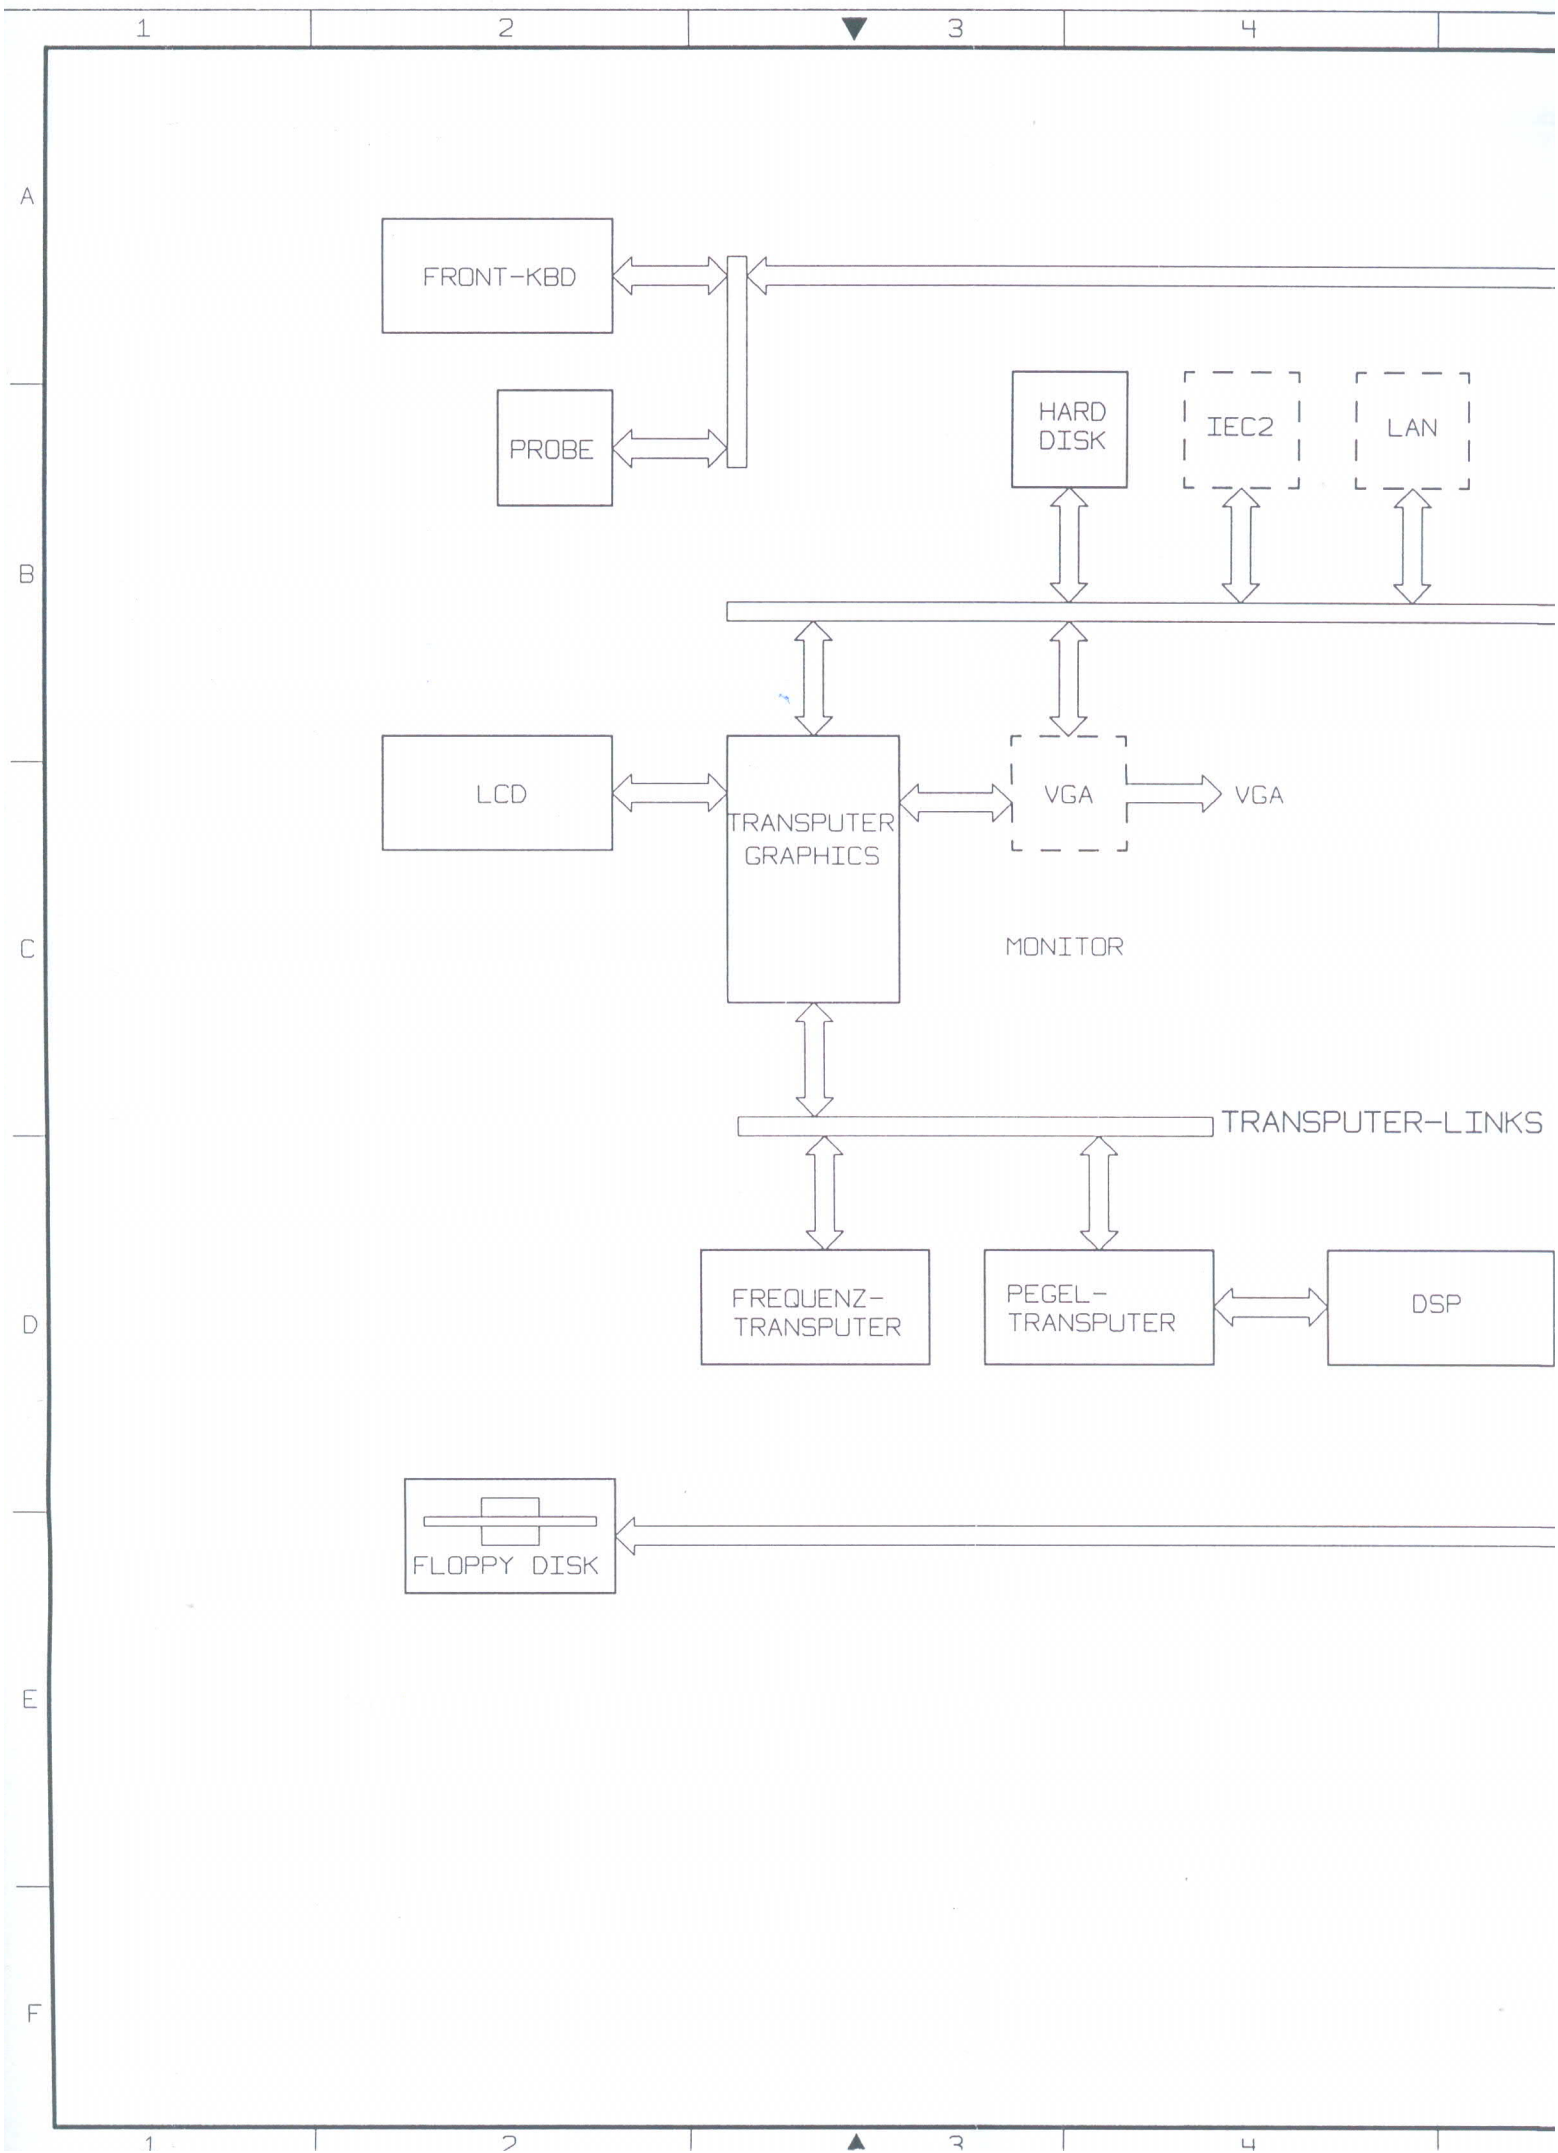 1 2 3 4
A
FRONT-KBD
HARD
DISK
IEC2
LAN
PROBE
B
LCD
TRANSPUTER
GRAPHICS
VGA
VGA
C
MONITOR
TRANSPUTER-LINKS
D
FREQUENZ-
TRANSPUTER
PEGEL-
TRANSPUTER
DSP
FLOPPY DISK
E
F
1 2 3 4